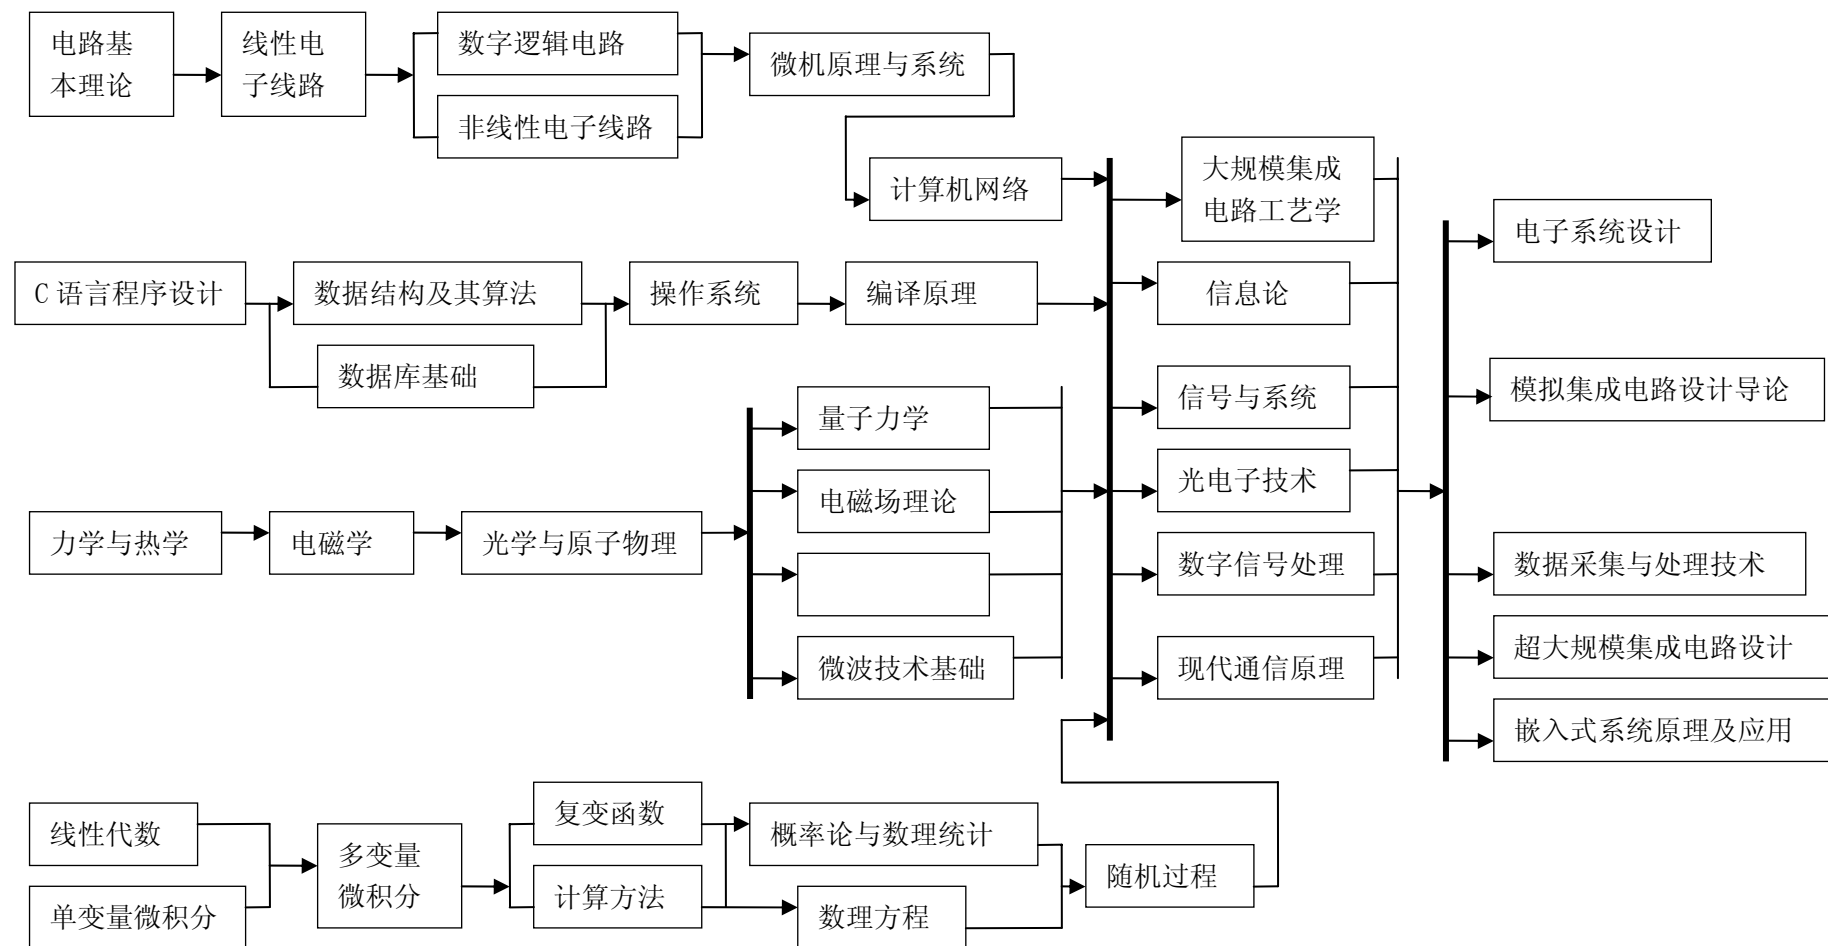 电路基
本理论
线性电
子线路
数字逻辑电路
非线性电子线路
微机原理与系统
计算机网络
C 语言程序设计
数据结构及其算法
数据库基础
操作系统
编译原理
力学与热学
电磁学
光学与原子物理
量子力学
电磁场理论
微波技术基础
线性代数
单变量微积分
多变量
微积分
复变函数
计算方法
概率论与数理统计
数理方程
随机过程
大规模集成
电路工艺学
信息论
信号与系统
光电子技术
数字信号处理
现代通信原理
电子系统设计
模拟集成电路设计导论
数据采集与处理技术
超大规模集成电路设计
嵌入式系统原理及应用